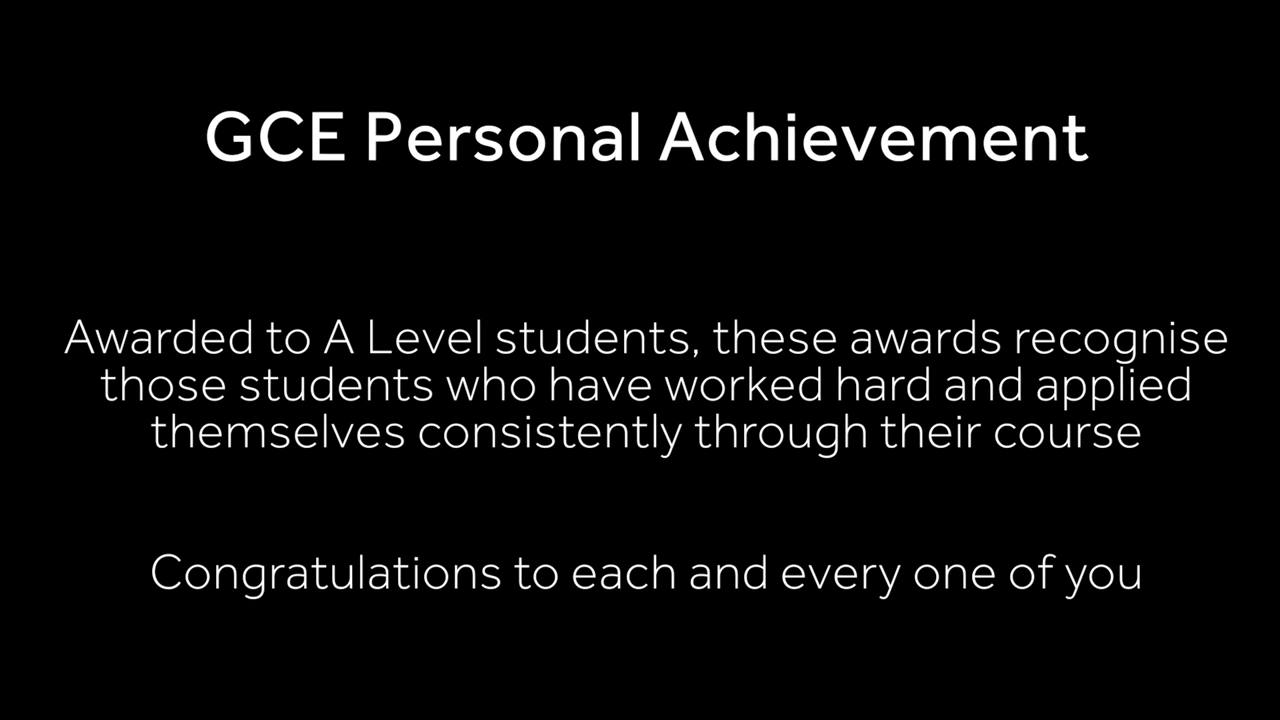 GCE Personal Achievement
Awarded to A Level students, these awards recognise
those students who have worked hard and applied
themselves consistently through their course
Congratulations to each and every one of you